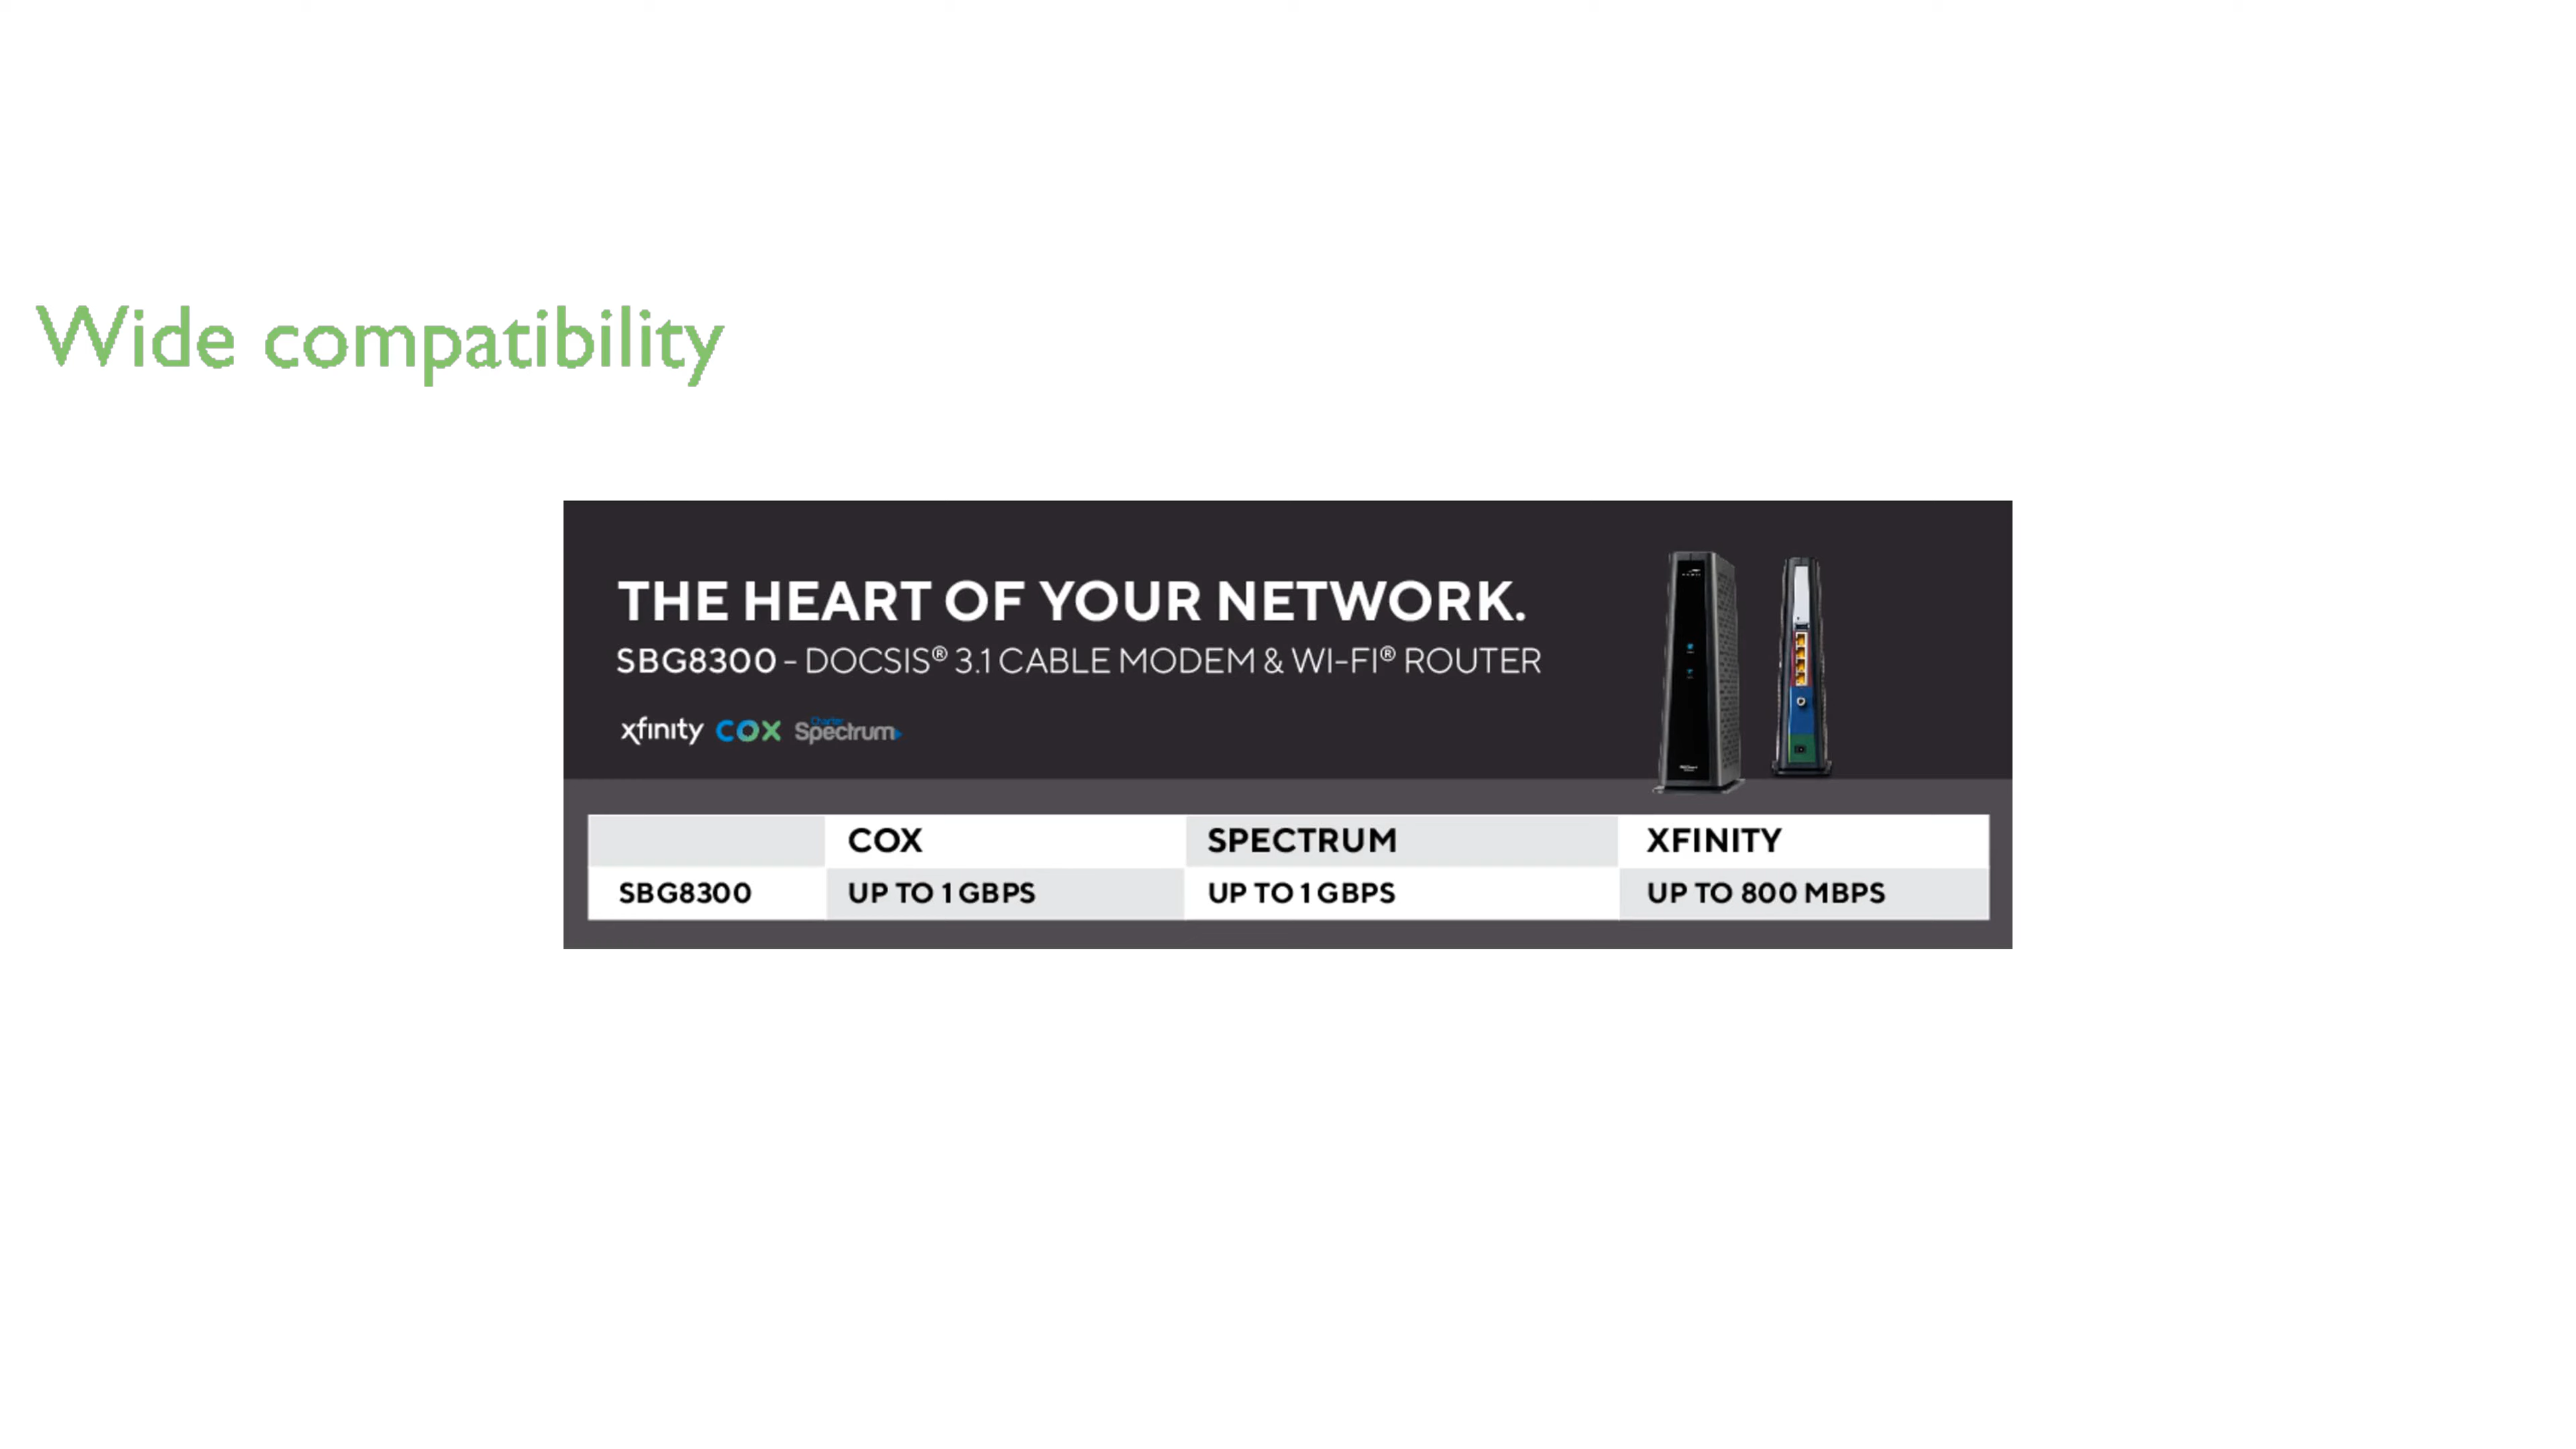 Wide compatibility
THE HEART OF YOUR NETWORK.
SBG8300 - DOCSIS® 3.1 CABLE MODEM & WI-FI® ROUTER
xfinity COX Charter Spectrum
COX SPECTRUM XFINITY
SBG8300 UP TO 1 GBPS UP TO 1 GBPS UP TO 800 MBPS